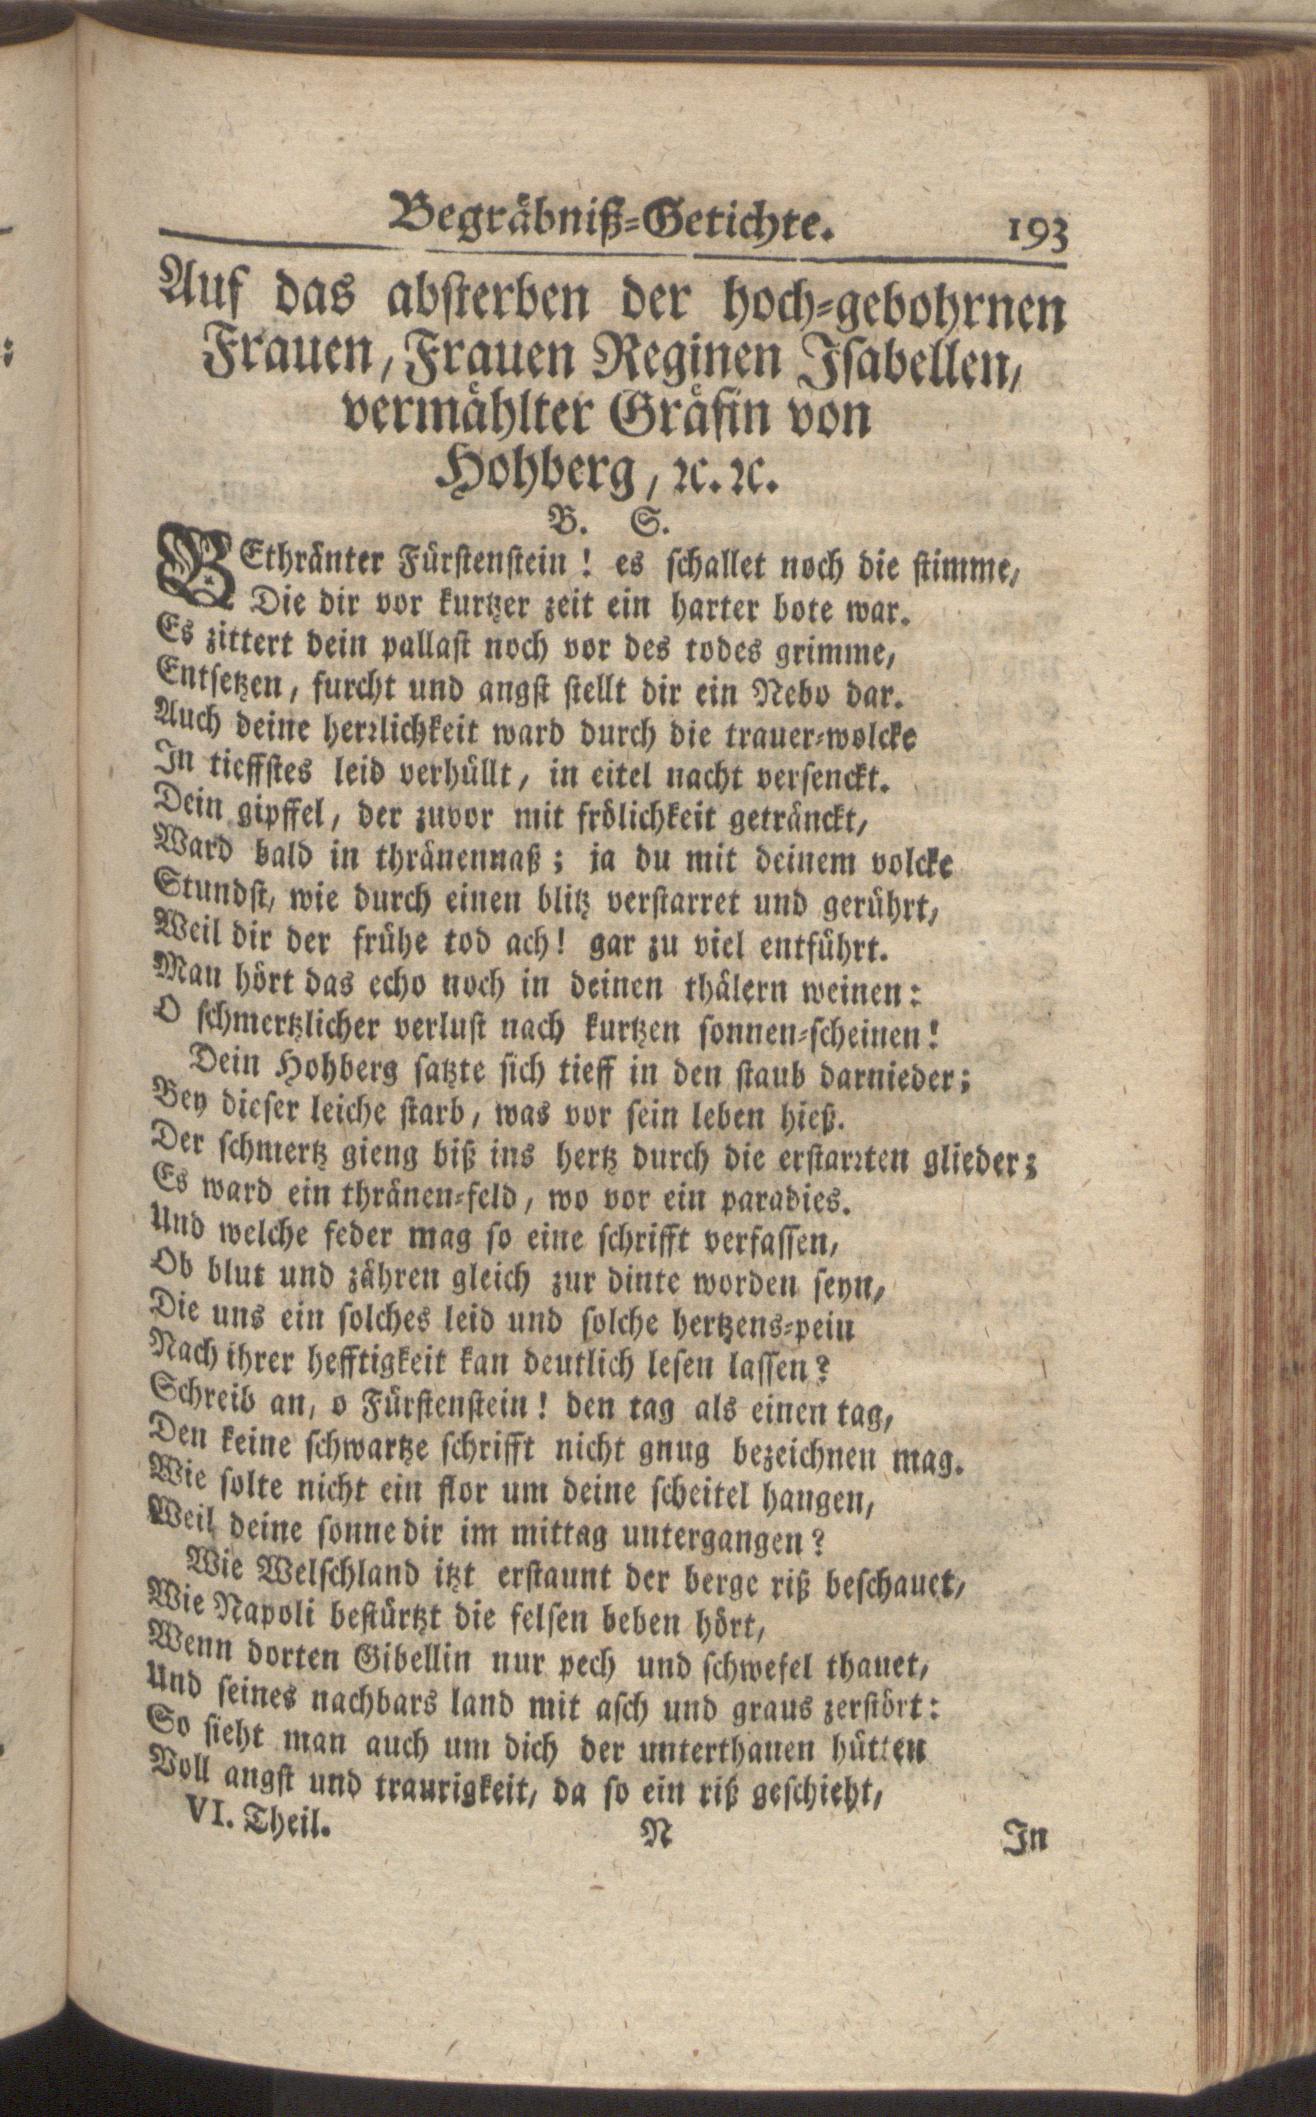 Begräbniß-Getichte. 193
Auf das absterben der hoch-gebohrnen
Frauen, Frauen Reginen Isabellen,
vermählter Gräfin von
Hohberg, ꝛc. ꝛc.
B. S.
BEthränter Fürstenstein! es schallet noch die stimme,
Die dir vor kurtzer zeit ein harter bote war.
Es zittert dein pallast noch vor des todes grimme,
Entsetzen, furcht und angst stellt dir ein Nebo dar.
Auch deine herrlichkeit ward durch die trauer-wolcke
In tieffstes leid verhüllt, in eitel nacht versenckt.
Dein gipffel, der zuvor mit frölichkeit getränckt,
Ward bald in thränennaß; ja du mit deinem volcke
Stundst, wie durch einen blitz verstarret und gerührt,
Weil dir der frühe tod ach! gar zu viel entführt.
Man hört das echo noch in deinen thälern weinen:
O schmertzlicher verlust nach kurtzen sonnen-scheinen!
Dein Hohberg satzte sich tieff in den staub darnieder;
Bey dieser leiche starb, was vor sein leben hieß.
Der schmertz gieng biß ins hertz durch die erstarrten glieder;
Es ward ein thränen-feld, wo vor ein paradies.
Und welche feder mag so eine schrifft verfassen,
Ob blut und zähren gleich zur dinte worden seyn,
Die uns ein solches leid und solche hertzens-pein
Nach ihrer hefftigkeit kan deutlich lesen lassen?
Schreib an, o Fürstenstein! den tag als einen tag,
Den keine schwartze schrifft nicht gnug bezeichnen mag.
Wie solte nicht ein flor um deine scheitel hangen,
Weil deine sonne dir im mittag untergangen?
Wie Welschland itzt erstaunt der berge riß beschauet,
Wie Napoli bestürtzt die felsen beben hört,
Wenn dorten Gibellin nur pech und schwefel thauet,
Und seines nachbars land mit asch und graus zerstört:
So sieht man auch um dich der unterthanen hütten
Voll angst und traurigkeit, da so ein riß geschieht,
VI. Theil. N In